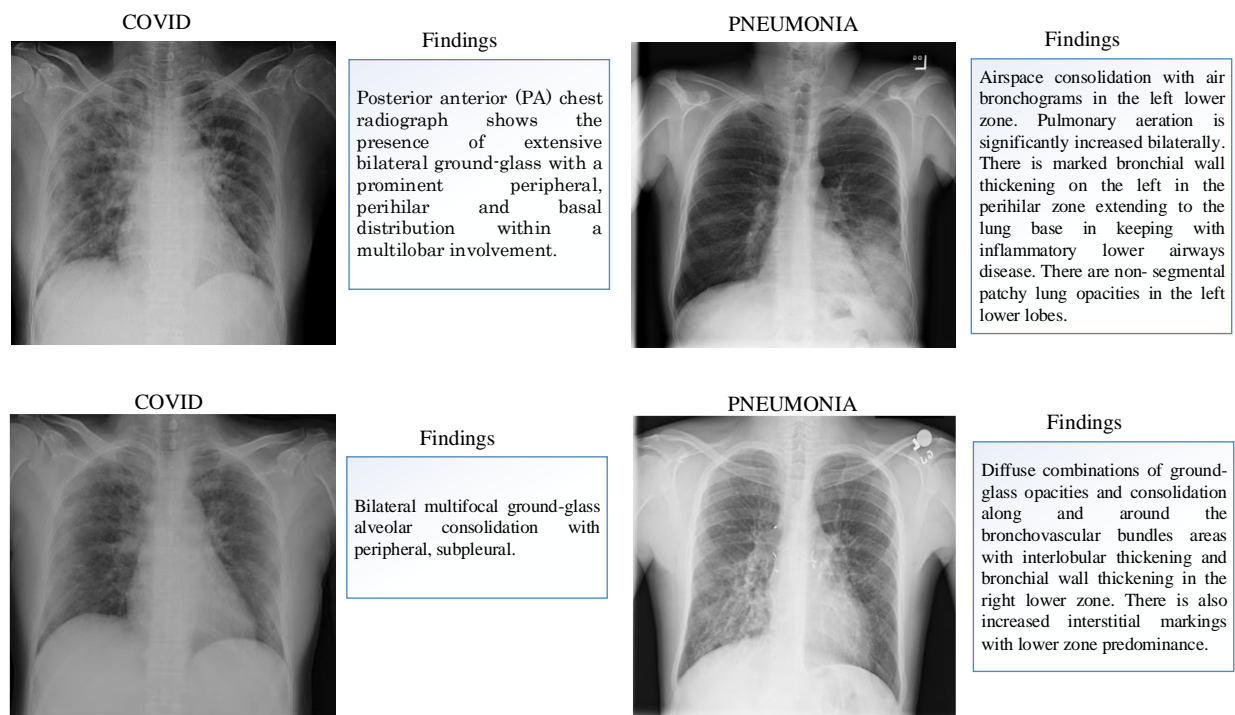 COVID
Findings
Posterior anterior (PA) chest
radiograph shows the
presence of extensive
bilateral ground-glass with a
prominent peripheral,
perihilar and basal
distribution within a
multilobar involvement.
PNEUMONIA
Findings
Airspace consolidation with air
bronchograms in the left lower
zone. Pulmonary aeration is
significantly increased bilaterally.
There is marked bronchial wall
thickening on the left in the
perihilar zone extending to the
lung base in keeping with
inflammatory lower airways
disease. There are non- segmental
patchy lung opacities in the left
lower lobes.
COVID
Findings
Bilateral multifocal ground-glass
alveolar consolidation with
peripheral, subpleural.
PNEUMONIA
Findings
Diffuse combinations of ground-
glass opacities and consolidation
along and around the
bronchovascular bundles areas
with interlobular thickening and
bronchial wall thickening in the
right lower zone. There is also
increased interstitial markings
with lower zone predominance.